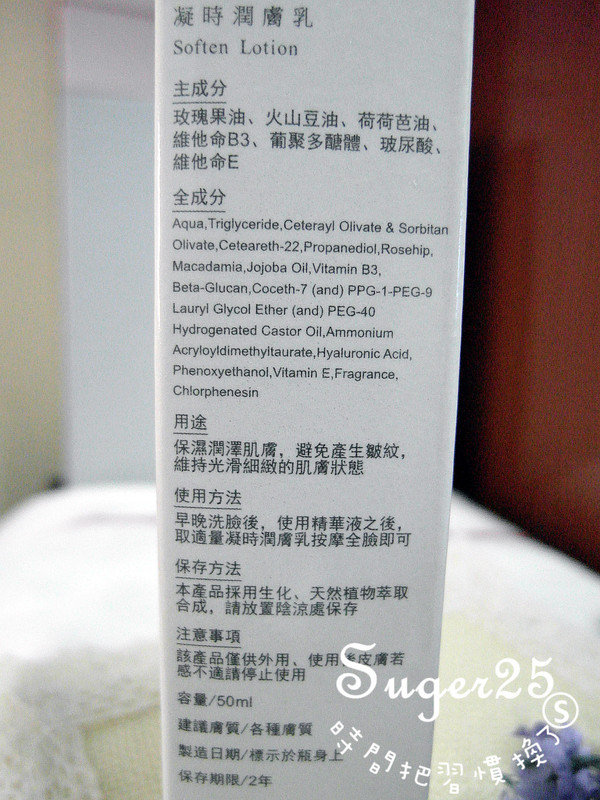 凝時潤膚乳
Soften Lotion
主成分
玫瑰果油、火山豆油、荷荷芭油、
維他命B3、葡聚多醣體、玻尿酸、
維他命E
全成分
Aqua,Triglyceride,Ceterayl Olivate & Sorbitan
Olivate,Ceteareth-22,Propanediol,Rosehip,
Macadamia,Jojoba Oil,Vitamin B3,
Beta-Glucan,Coceth-7 (and) PPG-1-PEG-9
Lauryl Glycol Ether (and) PEG-40
Hydrogenated Castor Oil,Ammonium
Acryloyldimethyltaurate,Hyaluronic Acid,
Phenoxyethanol,Vitamin E,Fragrance,
Chlorphenesin
用途
保濕潤澤肌膚，避免產生皺紋，
維持光滑細緻的肌膚狀態
使用方法
早晚洗臉後，使用精華液之後，
取適量凝時潤膚乳按摩全臉即可
保存方法
本產品採用生化、天然植物萃取
合成，請放置陰涼處保存
注意事項
該產品僅供外用、使用後皮膚若
感不適請停止使用
容量/50ml
建議膚質/各種膚質
製造日期/標示於瓶身上
保存期限/2年
Suger25
S
時間把習慣換了